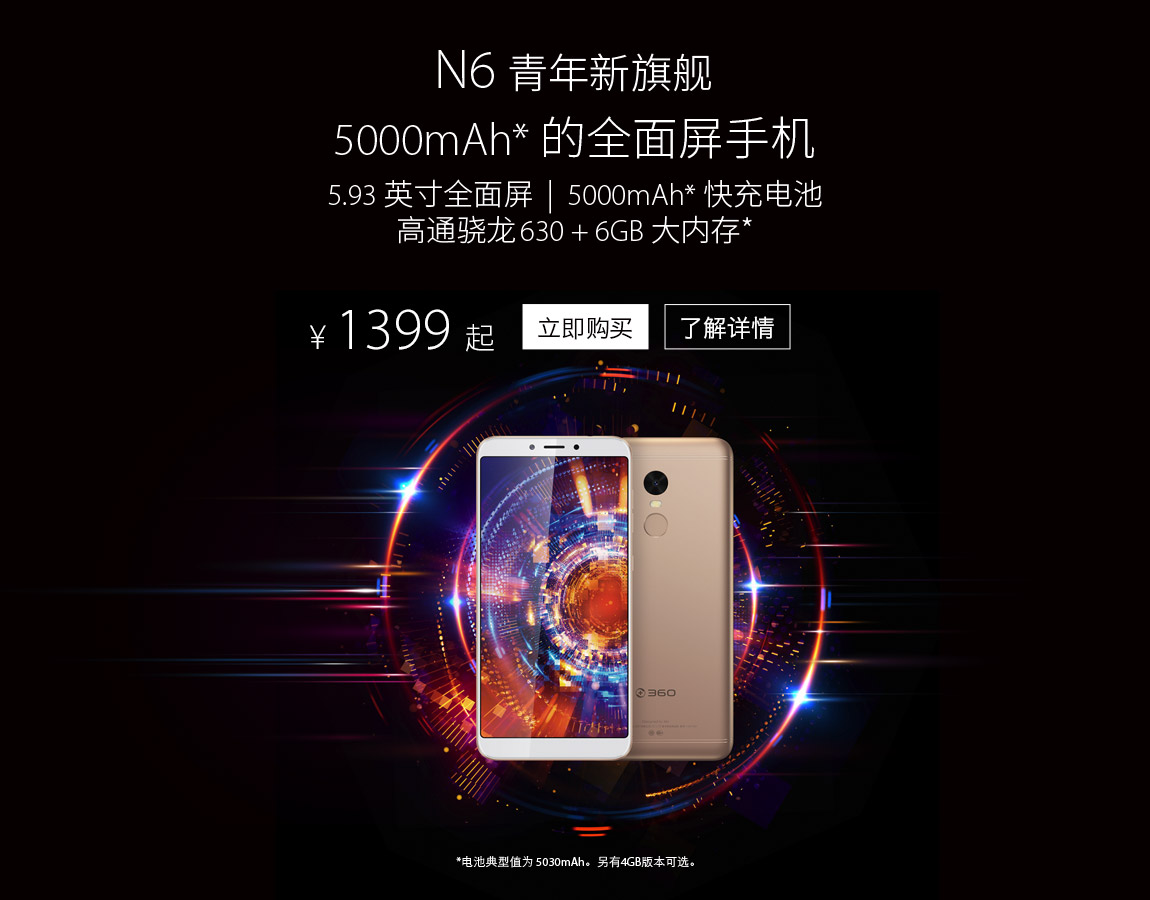 N6 青年新旗舰
5000mAh* 的全面屏手机
5.93 英寸全面屏 | 5000mAh* 快充电池
高通骁龙 630 + 6GB 大内存*
¥ 1399 起 立即购买 了解详情
360
*电池典型值为 5030mAh。另有4GB版本可选。